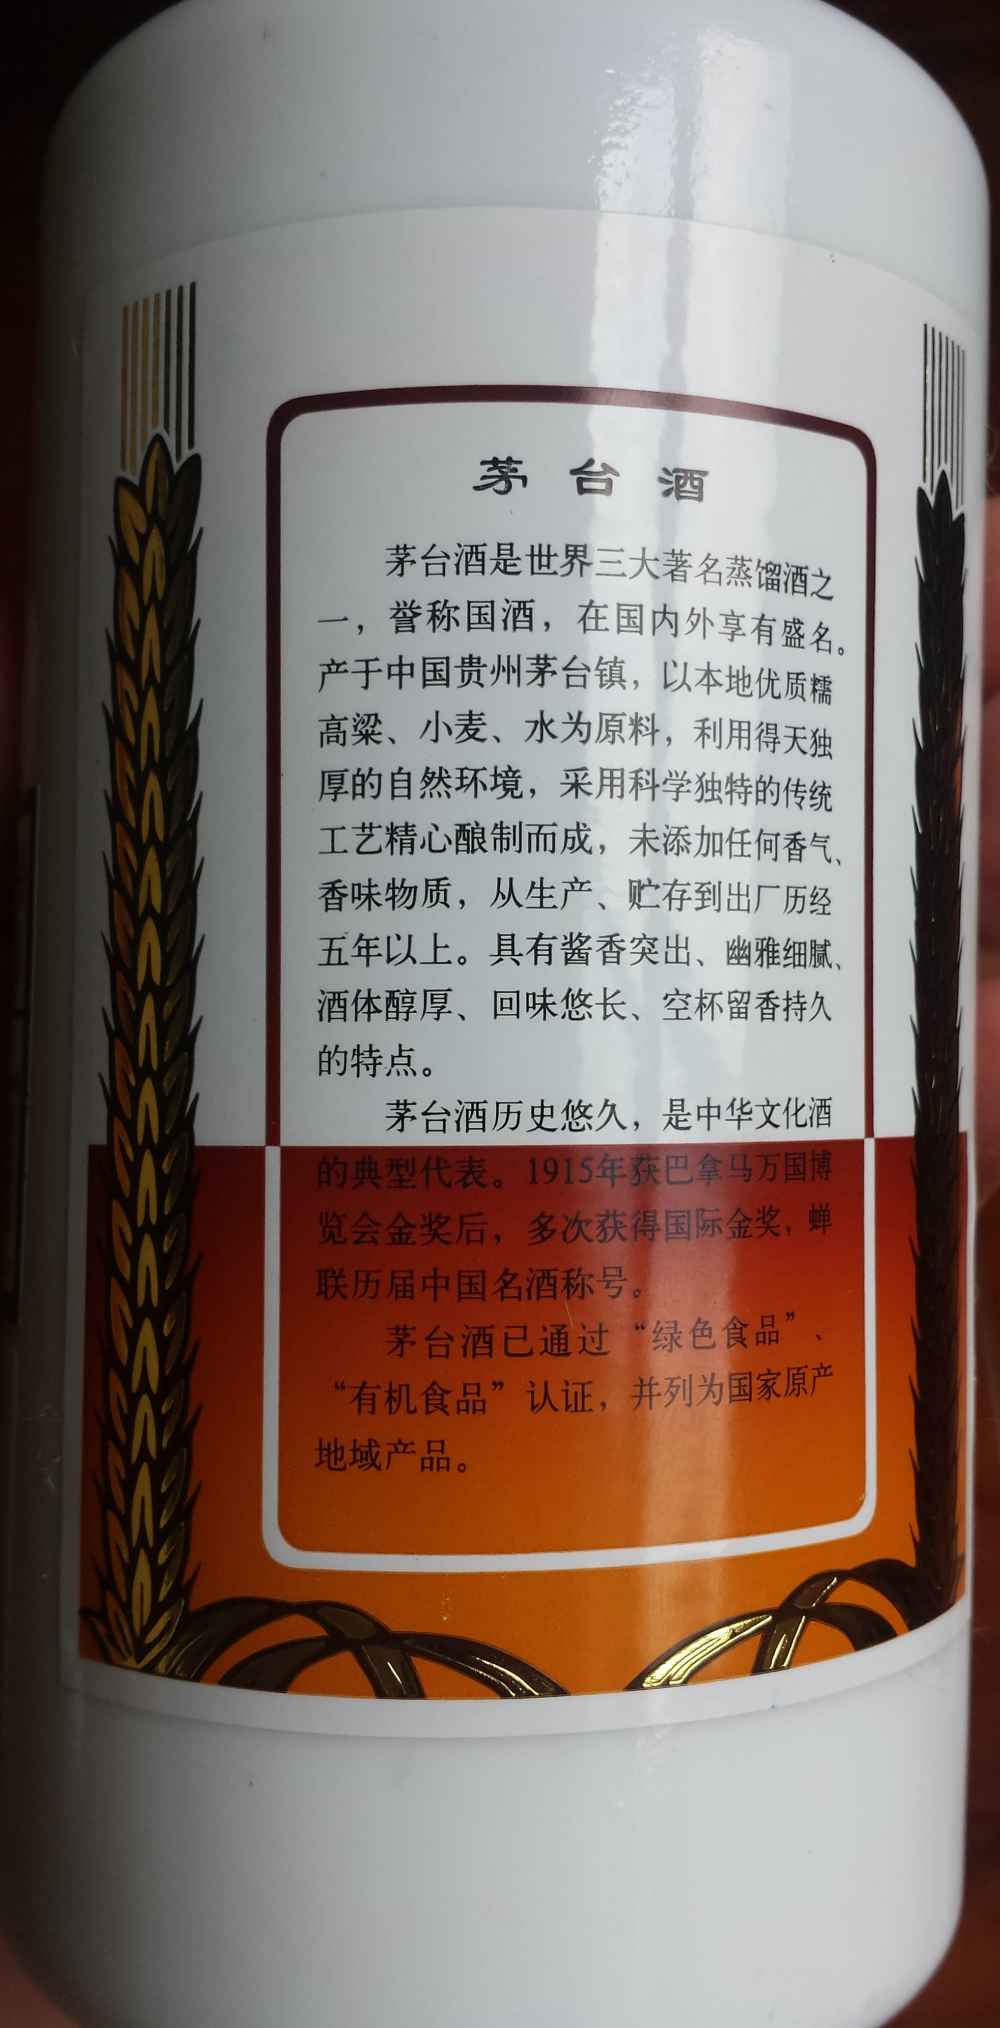 茅台酒
茅台酒是世界三大著名蒸馏酒之
一，誉称国酒，在国内外享有盛名。
产于中国贵州茅台镇，以本地优质糯
高粱、小麦、水为原料，利用得天独
厚的自然环境，采用科学独特的传统
工艺精心酿制而成，未添加任何香气、
香味物质，从生产、贮存到出厂历经
五年以上。具有酱香突出、幽雅细腻、
酒体醇厚、回味悠长、空杯留香持久
的特点。
茅台酒历史悠久，是中华文化酒
的典型代表。1915年获巴拿马万国博
览会金奖后，多次获得国际金奖，蝉
联历届中国名酒称号。
茅台酒已通过“绿色食品”、
“有机食品”认证，并列为国家原产
地域产品。